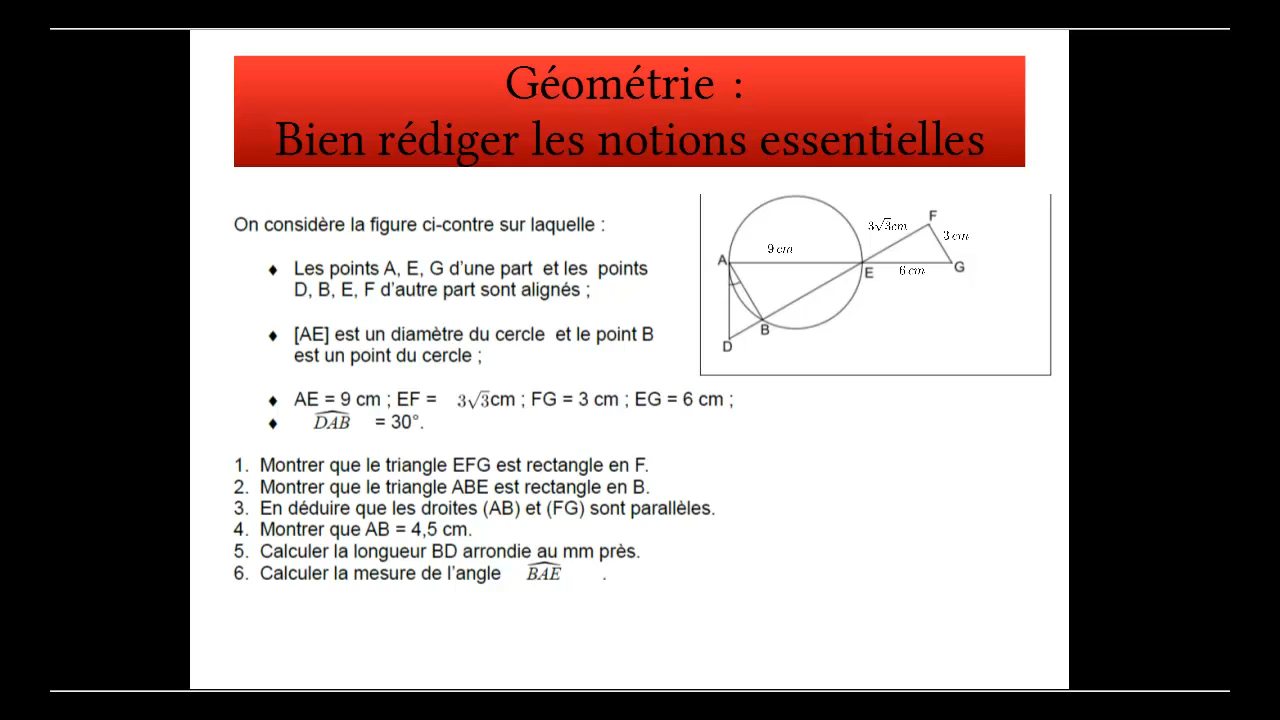 Géométrie :
Bien rédiger les notions essentielles
On considère la figure ci-contre sur laquelle :
♦ Les points A, E, G d'une part et les points
D, B, E, F d'autre part sont alignés ;
♦ [AE] est un diamètre du cercle et le point B
est un point du cercle ;
♦ AE = 9 cm ; EF = 3√3cm ; FG = 3 cm ; EG = 6 cm ;
♦ DAB = 30°.
F
3√3cm
3 cm
9 cm
A
E
6 cm
G
B
D
1. Montrer que le triangle EFG est rectangle en F.
2. Montrer que le triangle ABE est rectangle en B.
3. En déduire que les droites (AB) et (FG) sont parallèles.
4. Montrer que AB = 4,5 cm.
5. Calculer la longueur BD arrondie au mm près.
6. Calculer la mesure de l'angle BAE .